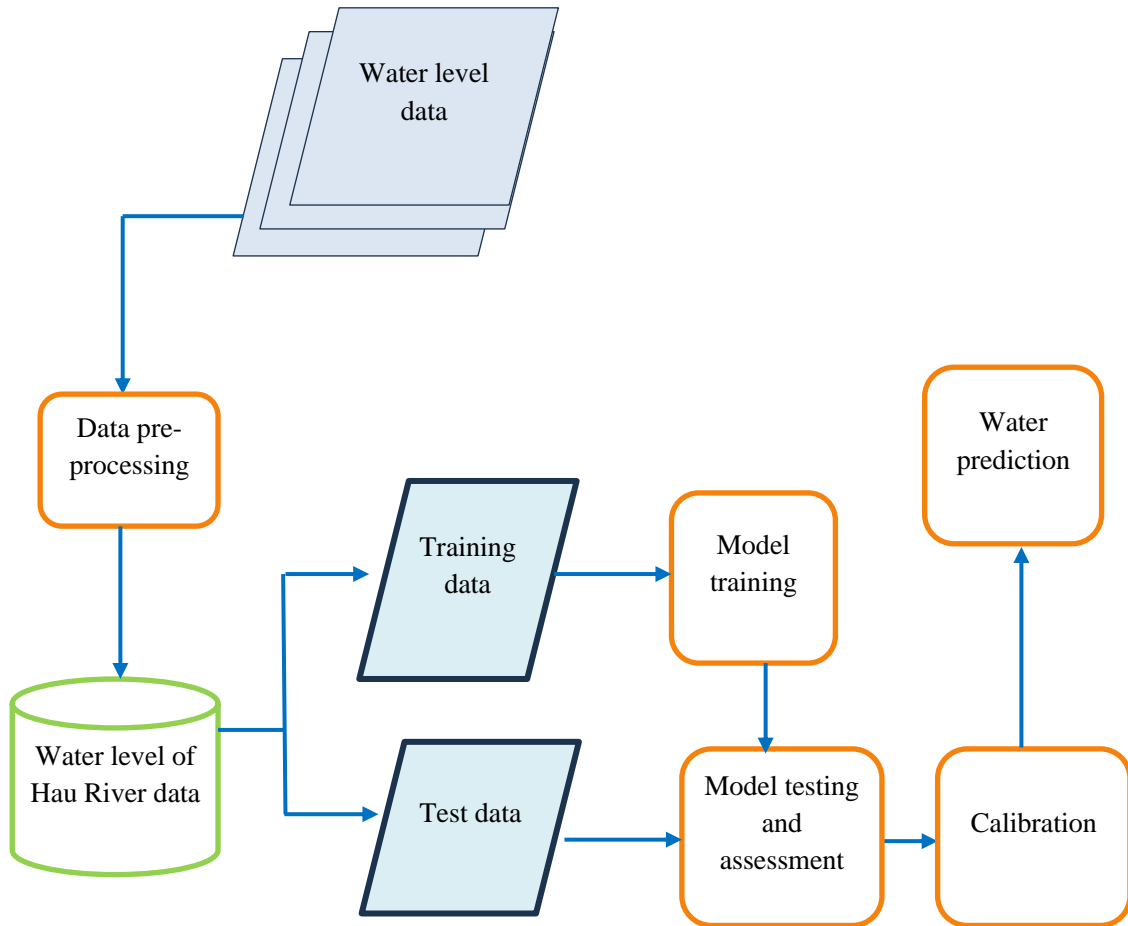 Water level
data
Data pre-
processing
Water
prediction
Training
data
Model
training
Water level of
Hau River data
Test data
Model testing
and
assessment
Calibration